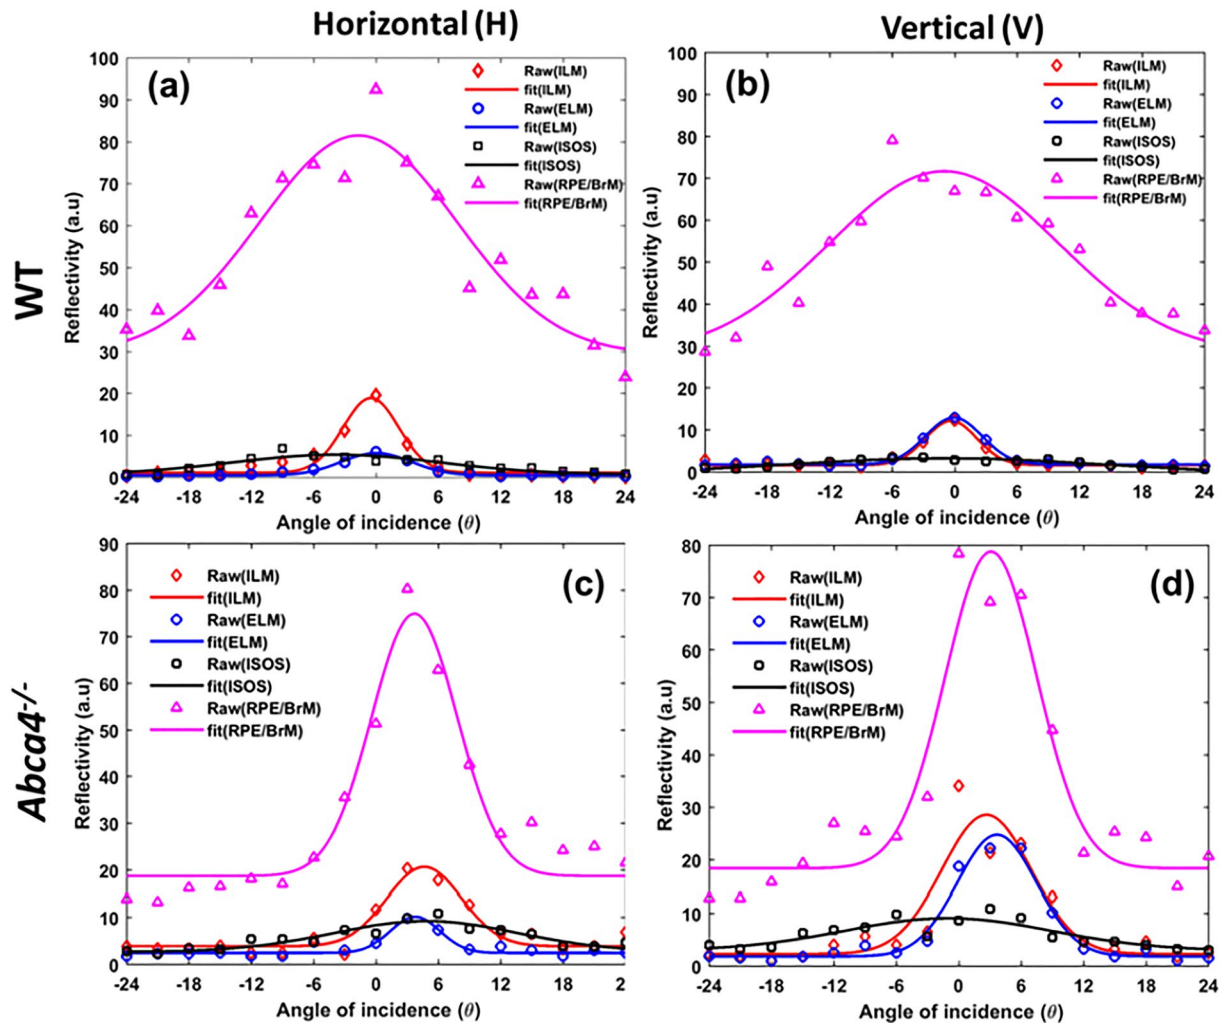 Horizontal (H)
Vertical (V)
WT
Abca4-/-
(a)
100
90
80
70
60
50
40
30
20
10
0
Reflectivity (a.u)
Raw(ILM)
fit(ILM)
Raw(ELM)
fit(ELM)
Raw(ISOS)
fit(ISOS)
Raw(RPE/BrM)
fit(RPE/BrM)
-24 -18 -12 -6 0 6 12 18 24
Angle of incidence (θ)
(b)
100
90
80
70
60
50
40
30
20
10
0
Reflectivity (a.u)
Raw(ILM)
fit(ILM)
Raw(ELM)
fit(ELM)
Raw(ISOS)
fit(ISOS)
Raw(RPE/BrM)
fit(RPE/BrM)
-24 -18 -12 -6 0 6 12 18 24
Angle of incidence (θ)
(c)
90
80
70
60
50
40
30
20
10
0
Reflectivity (a.u)
Raw(ILM)
fit(ILM)
Raw(ELM)
fit(ELM)
Raw(ISOS)
fit(ISOS)
Raw(RPE/BrM)
fit(RPE/BrM)
-24 -18 -12 -6 0 6 12 18 2
Angle of incidence (θ)
(d)
80
70
60
50
40
30
20
10
0
Reflectivity (a.u)
Raw(ILM)
fit(ILM)
Raw(ELM)
fit(ELM)
Raw(ISOS)
fit(ISOS)
Raw(RPE/BrM)
fit(RPE/BrM)
-24 -18 -12 -6 0 6 12 18 24
Angle of incidence (θ)